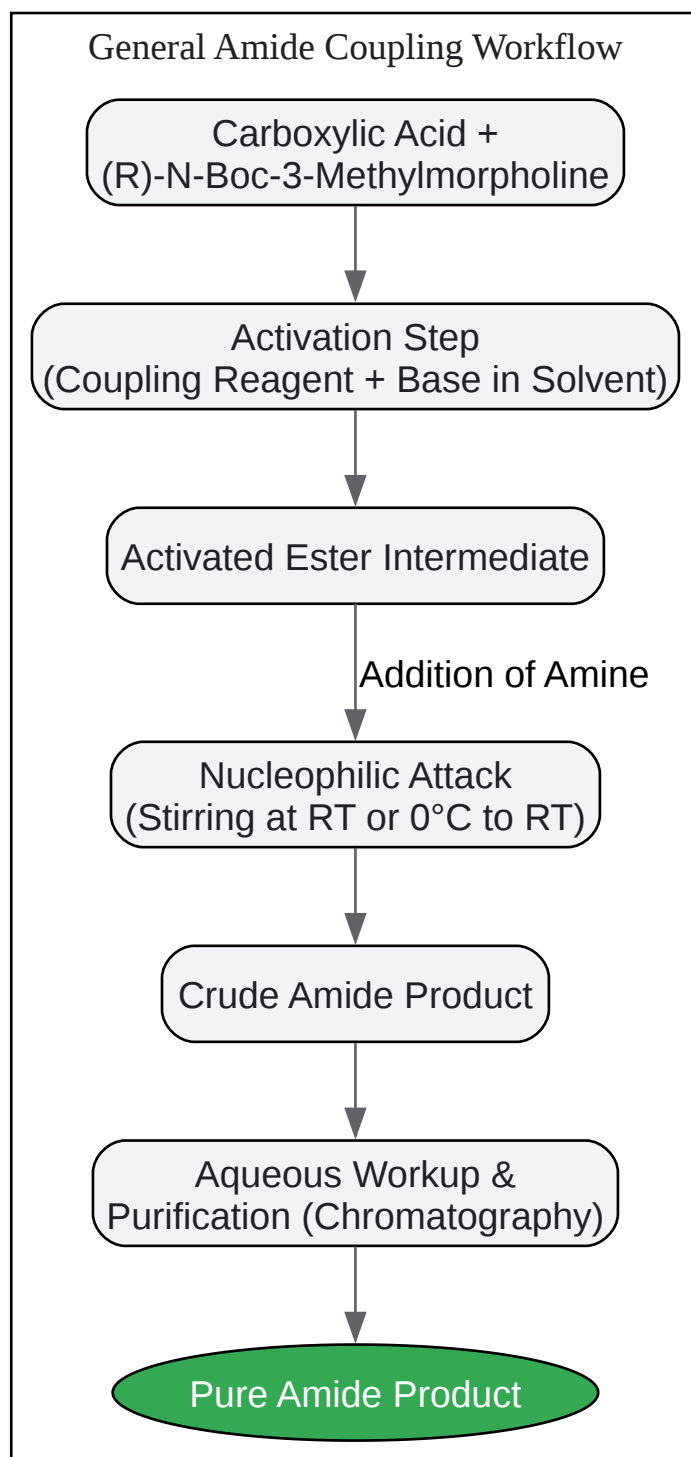 General Amide Coupling Workflow
Carboxylic Acid +
(R)-N-Boc-3-Methylmorpholine
Activation Step
(Coupling Reagent + Base in Solvent)
Activated Ester Intermediate
Addition of Amine
Nucleophilic Attack
(Stirring at RT or 0°C to RT)
Crude Amide Product
Aqueous Workup &
Purification (Chromatography)
Pure Amide Product